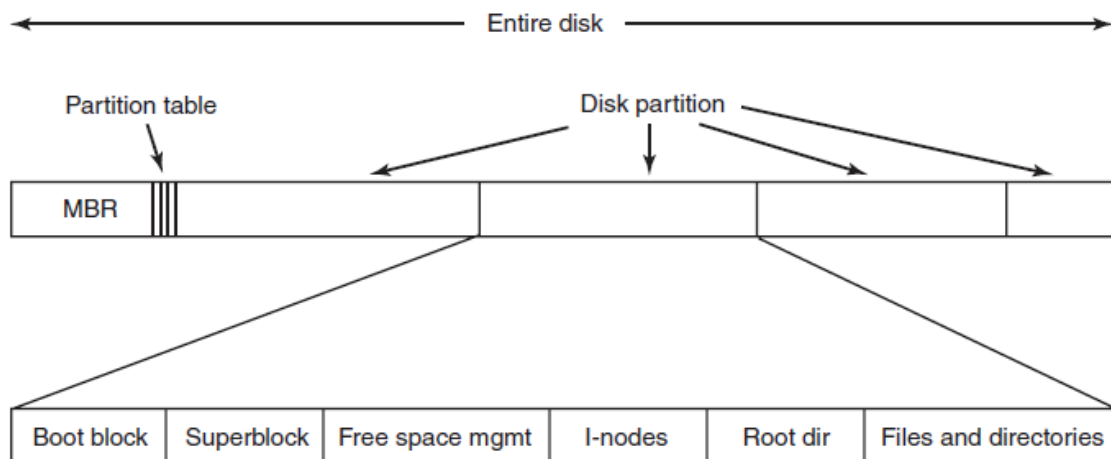 Entire disk
Partition table
Disk partition
MBR
Boot block
Superblock
Free space mgmt
I-nodes
Root dir
Files and directories